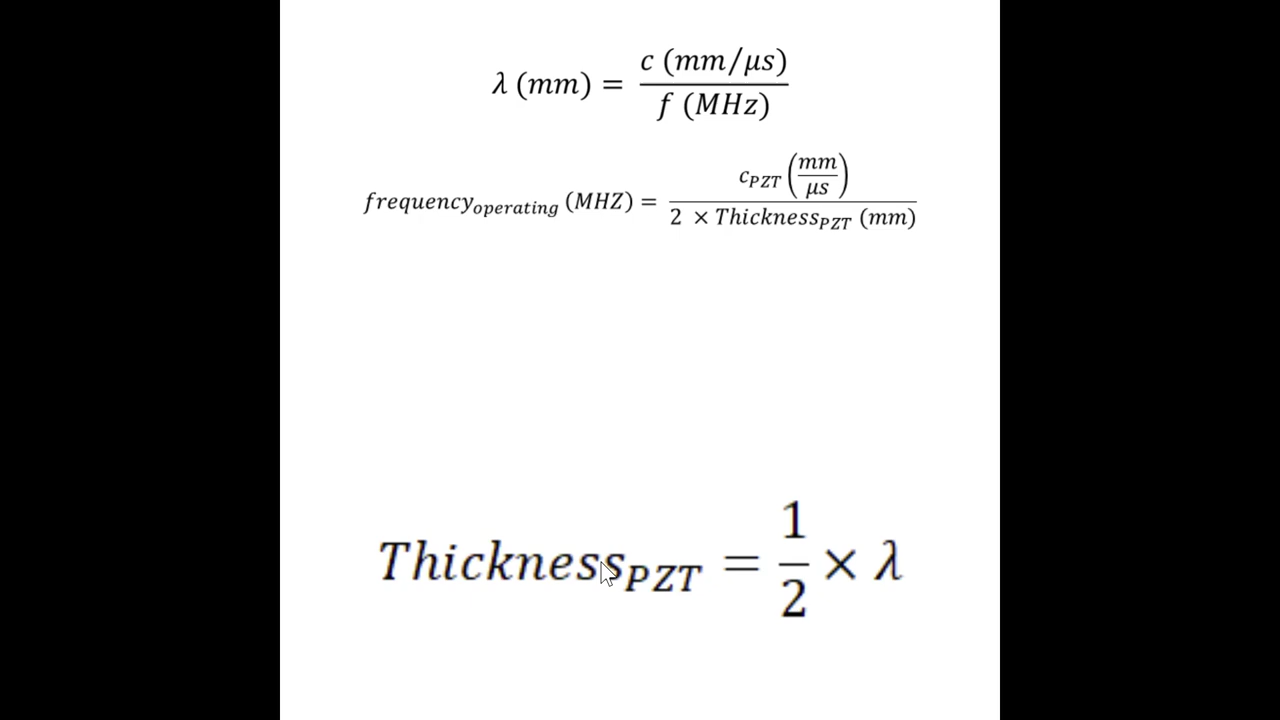 λ (mm) = c (mm/μs) / f (MHz)
frequency_operating (MHZ) = c_PZT (mm/μs) / 2 × Thickness_PZT (mm)
Thickness_PZT = 1/2 × λ